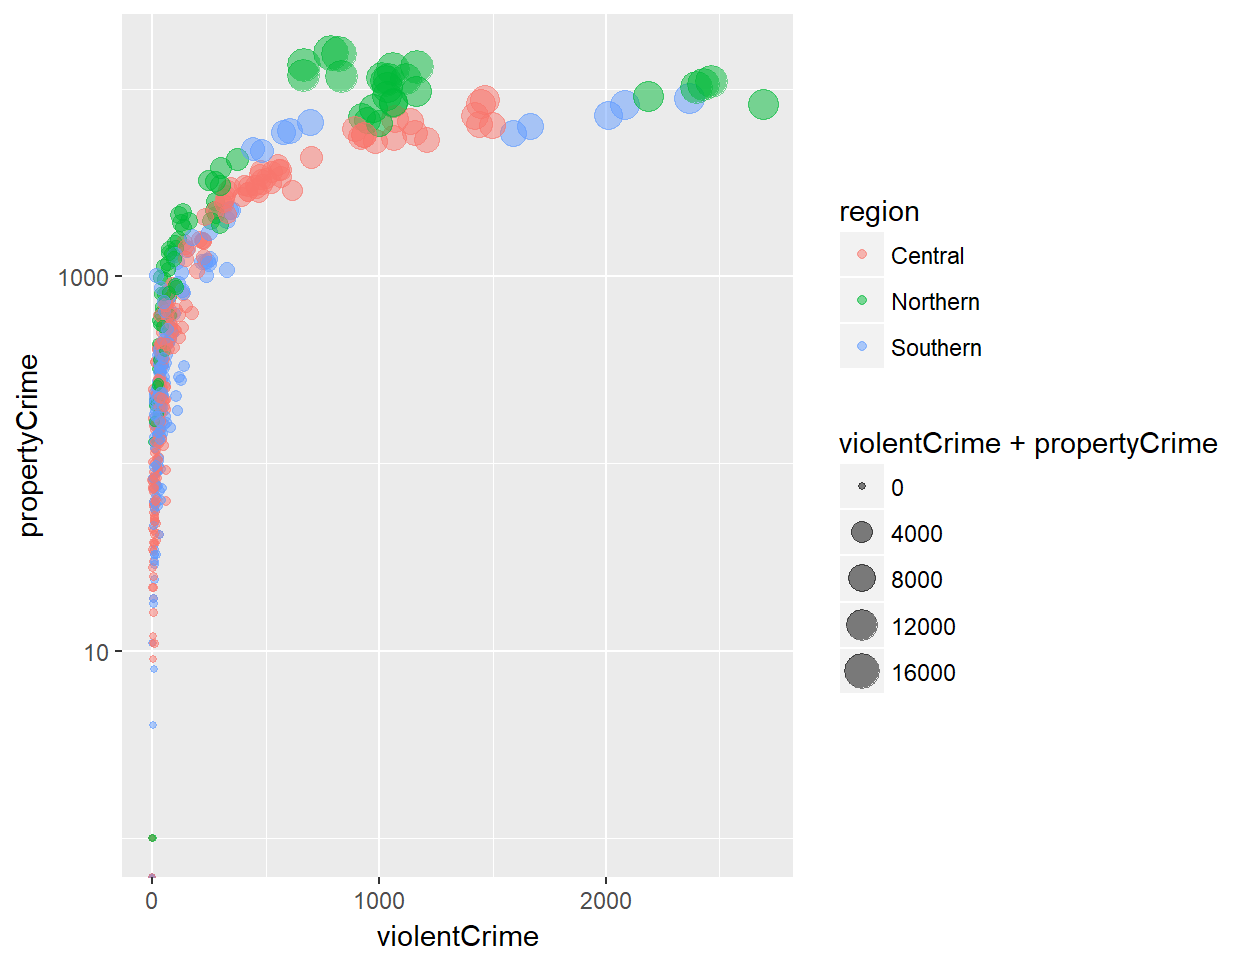 propertyCrime
1000
10
0
1000
2000
violentCrime
region
Central
Northern
Southern
violentCrime + propertyCrime
0
4000
8000
12000
16000